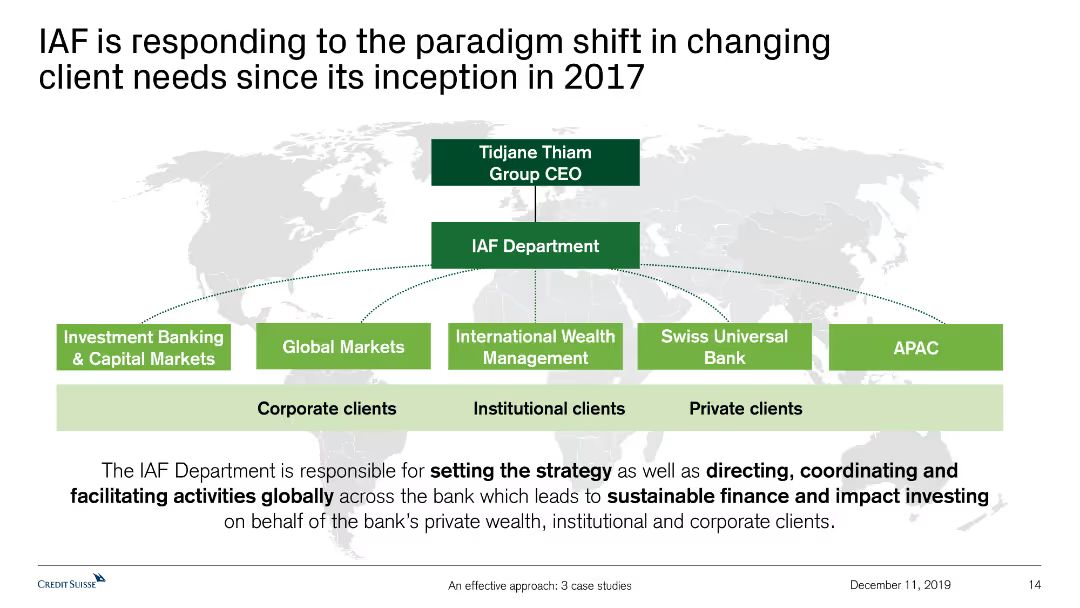 IAF is responding to the paradigm shift in changing
client needs since its inception in 2017
Tidjane Thiam
Group CEO
IAF Department
Investment Banking
& Capital Markets
Global Markets
International Wealth
Management
Swiss Universal
Bank
APAC
Corporate clients
Institutional clients
Private clients
The IAF Department is responsible for setting the strategy as well as directing, coordinating and
facilitating activities globally across the bank which leads to sustainable finance and impact investing
on behalf of the bank's private wealth, institutional and corporate clients.
CREDIT SUISSE
An effective approach: 3 case studies
December 11, 2019
14